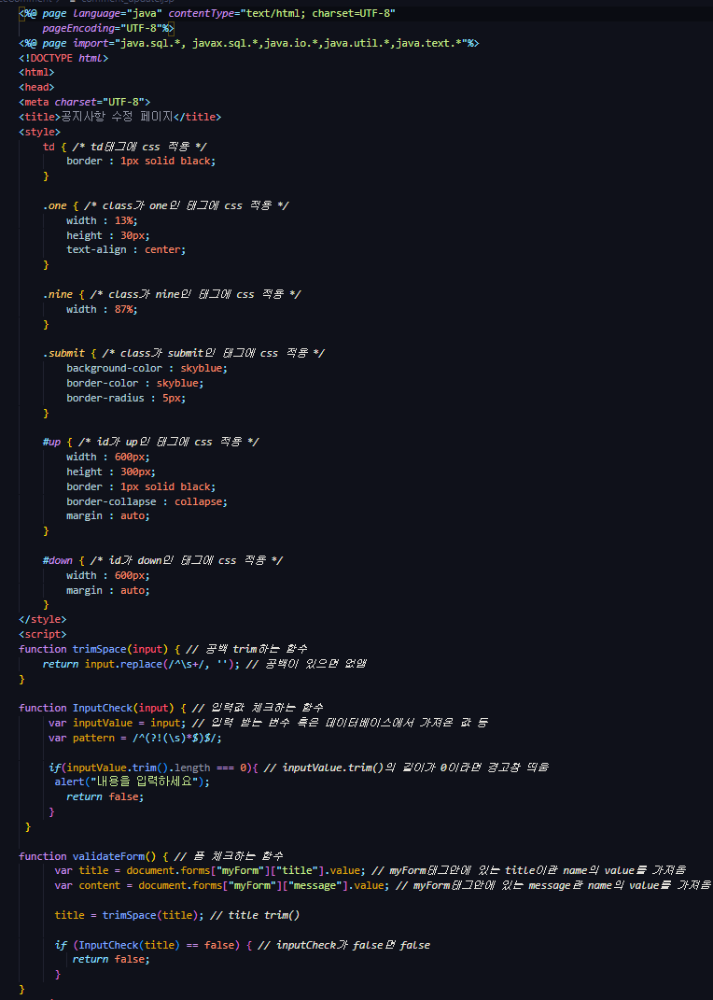 <%@ page language="java" contentType="text/html; charset=UTF-8"
    pageEncoding="UTF-8"%>
<%@ page import="java.sql.*, javax.sql.*,java.io.*,java.util.*,java.text.*"%>
<!DOCTYPE html>
<html>
<head>
<meta charset="UTF-8">
<title>공지사항 수정 페이지</title>
<style>
    td { /* td태그에 css 적용 */
        border : 1px solid black;
    }
    .one { /* class가 one인 태그에 css 적용 */
        width : 13%;
        height : 30px;
        text-align : center;
    }
    .nine { /* class가 nine인 태그에 css 적용 */
        width : 87%;
    }
    .submit { /* class가 submit인 태그에 css 적용 */
        background-color : skyblue;
        border-color : skyblue;
        border-radius : 5px;
    }
    #up { /* id가 up인 태그에 css 적용 */
        width : 600px;
        height : 300px;
        border : 1px solid black;
        border-collapse : collapse;
        margin : auto;
    }
    #down { /* id가 down인 태그에 css 적용 */
        width : 600px;
        margin : auto;
    }
</style>
<script>
function trimSpace(input) { // 공백 trim하는 함수
    return input.replace(/^\s+/, ''); // 공백이 있으면 없앰
}
function InputCheck(input) { // 입력값 체크하는 함수
     var inputValue = input; // 입력 받는 변수 혹은 데이터베이스에서 가져온 값 등
     var pattern = /^(?!(\s)*$)$/;
     if(inputValue.trim().length === 0){ // inputValue.trim()의 길이가 0이라면 경고창 띄움
      alert("내용을 입력하세요");
        return false;
     }
 }
function validateForm() { // 폼 체크하는 함수
      var title = document.forms["myForm"]["title"].value; // myForm태그안에 있는 title이란 name의 value를 가져옴
      var content = document.forms["myForm"]["message"].value; // myForm태그안에 있는 message란 name의 value를 가져옴
      title = trimSpace(title); // title trim()
      if (InputCheck(title) == false) { // inputCheck가 false면 false
         return false;
      }
}